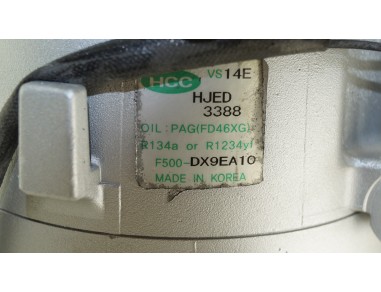 HCC VS14E
HJED
3388
OIL : PAG(FD46XG)
R134a or R1234yf
F500-DX9EA10
MADE IN KOREA